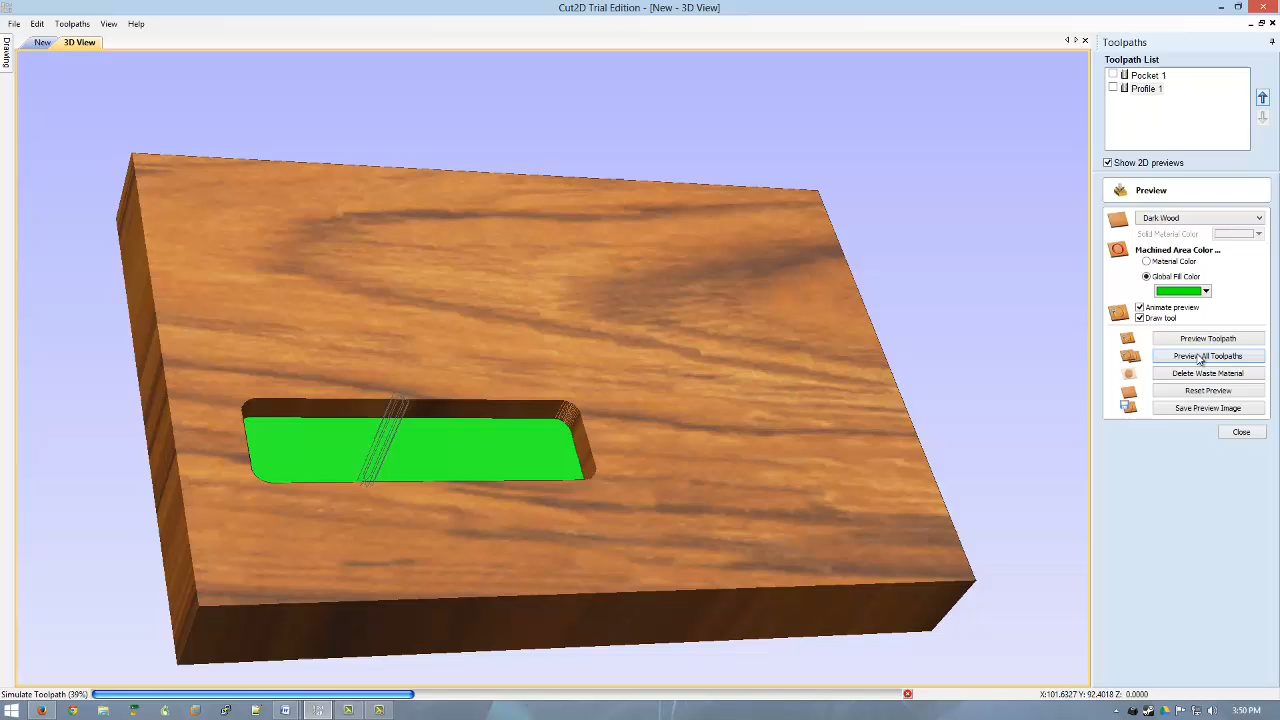 Cut2D Trial Edition - [New - 3D View]
File Edit Toolpaths View Help
New 3D View
Drawing
Toolpaths
Toolpath List
Pocket 1
Profile 1
Show 2D previews
Preview
Dark Wood
Solid Material Color
Machined Area Color ...
Material Color
Global Fill Color
Animate preview
Draw tool
Preview Toolpath
Preview All Toolpaths
Delete Waste Material
Reset Preview
Save Preview Image
Close
Simulate Toolpath (39%)
X:101.6327 Y: 92.4018 Z: 0.0000
3:50 PM